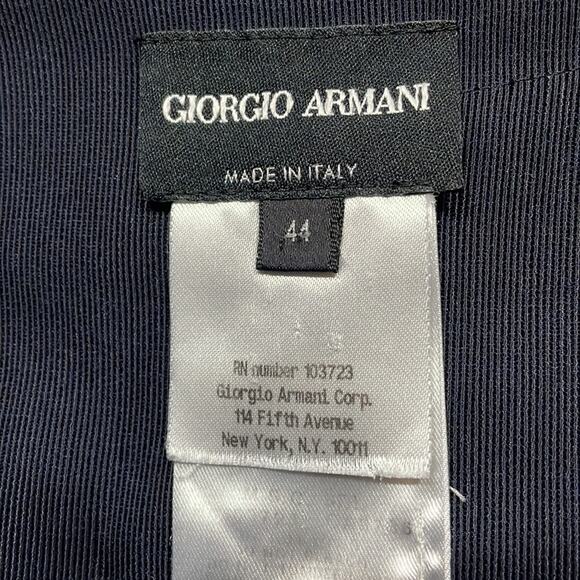 GIORGIO ARMANI
MADE IN ITALY
44
RN number 103723
Giorgio Armani Corp.
114 Fifth Avenue
New York, N.Y. 10011